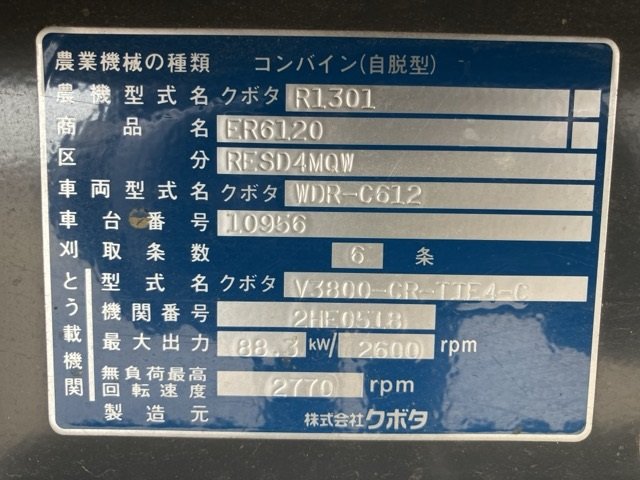 農業機械の種類 コンバイン(自脱型)
農機型式名 クボタ R1301
商品名 ER6120
区分 RESD4MQW
車両型式名 クボタ WDR-C612
車台番号 10956
刈取条数 6 条
とう載機関
型式名 クボタ V3800-CR-TIE4-C
機関番号 2HE0518
最大出力 88.3 kW/ 2600 rpm
無負荷最高回転速度 2770 rpm
製造元 株式会社クボタ